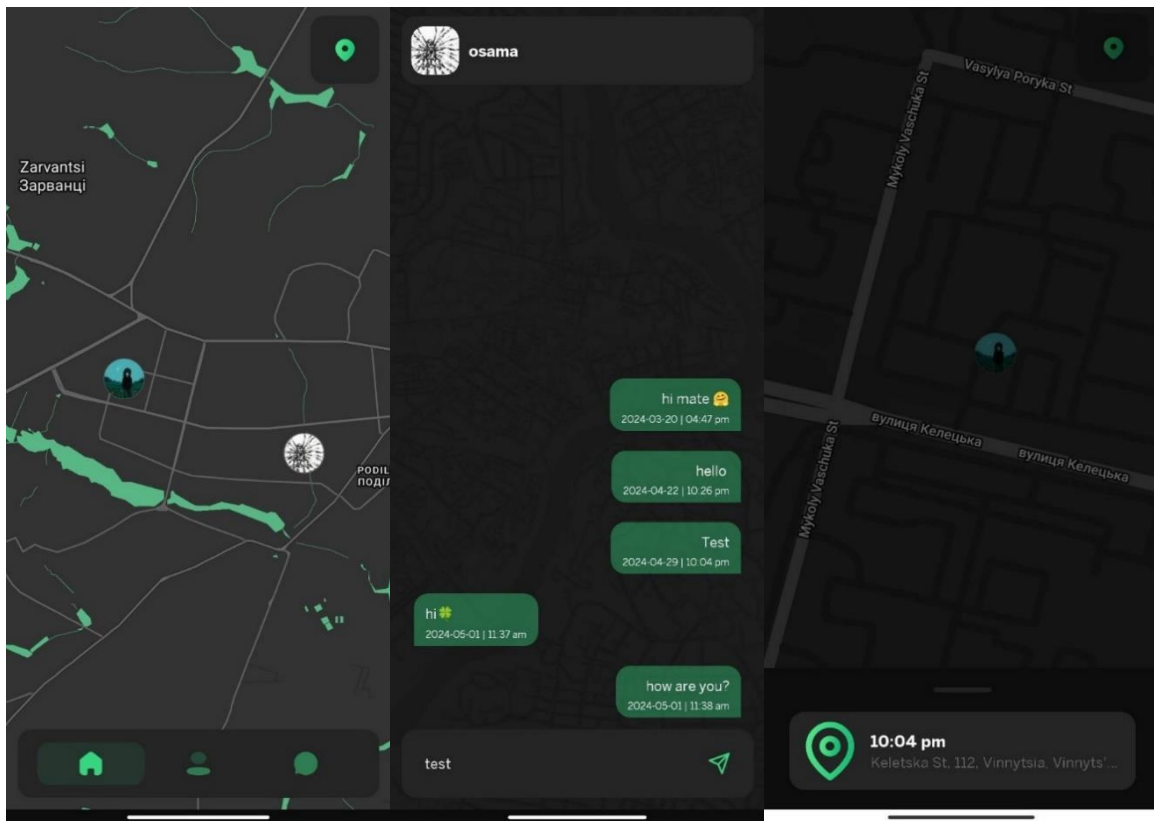 Zarvantsi
Зарванці
PODIL
ПОДІЛ
osama
hi mate 🤗
2024-03-20 | 04:47 pm
hello
2024-04-22 | 10:26 pm
Test
2024-04-29 | 10:04 pm
hi🍀
2024-05-01 | 11:37 am
how are you?
2024-05-01 | 11:38 am
test
Vasylya Poryka St
Mykoly Vaschuka St
вулиця Келецька
вулиця Келецька
Mykoly Vaschuka St
10:04 pm
Keletska St, 112, Vinnytsia, Vinnyts'...